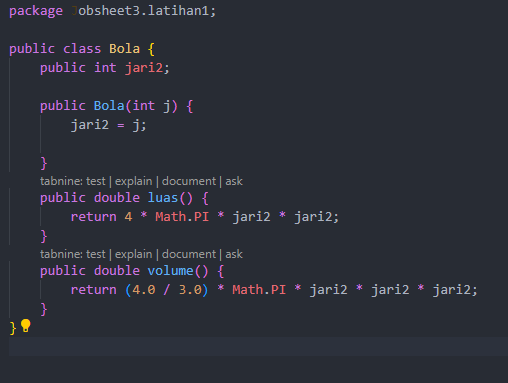 package obsheet3.latihan1;
public class Bola {
public int jari2;
public Bola(int j) {
jari2 = j;
}
tabnine: test | explain | document | ask
public double luas() {
return 4 * Math.PI * jari2 * jari2;
}
tabnine: test | explain | document | ask
public double volume() {
return (4.0 / 3.0) * Math.PI * jari2 * jari2 * jari2;
}
}